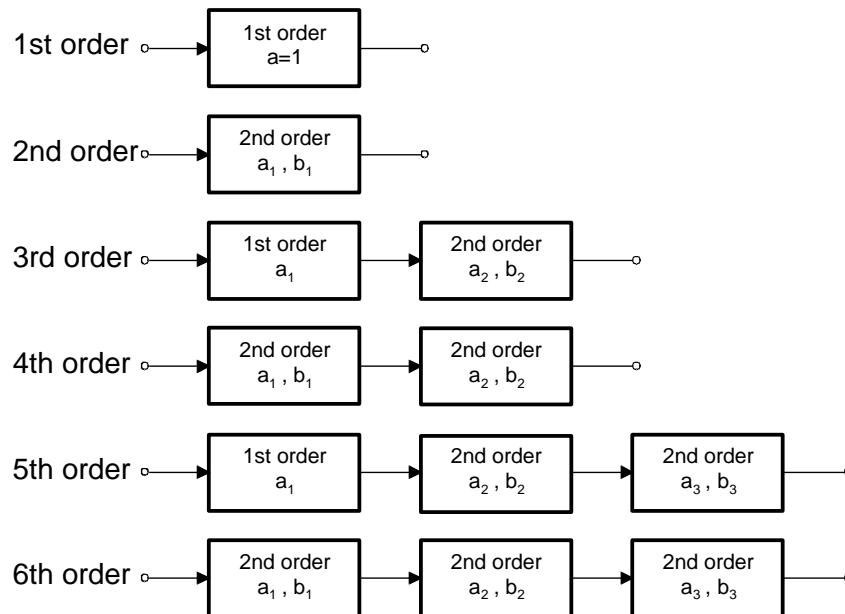 1st order
1st order
a=1
2nd order
2nd order
a₁ , b₁
3rd order
1st order
a₁
2nd order
a₂ , b₂
4th order
2nd order
a₁ , b₁
2nd order
a₂ , b₂
5th order
1st order
a₁
2nd order
a₂ , b₂
2nd order
a₃ , b₃
6th order
2nd order
a₁ , b₁
2nd order
a₂ , b₂
2nd order
a₃ , b₃